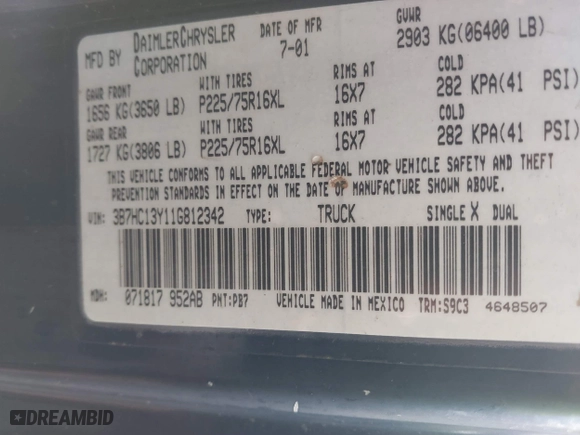 MFD BY DAIMLERCHRYSLER CORPORATION DATE OF MFR 7-01 GVWR 2903 KG(06400 LB)
GAWR FRONT WITH TIRES RIMS AT COLD
1656 KG(3650 LB) P225/75R16XL 16X7 282 KPA(41 PSI)
GAWR REAR WITH TIRES RIMS AT COLD
1727 KG(3806 LB) P225/75R16XL 16X7 282 KPA(41 PSI)
THIS VEHICLE CONFORMS TO ALL APPLICABLE FEDERAL MOTOR VEHICLE SAFETY AND THEFT
PREVENTION STANDARDS IN EFFECT ON THE DATE OF MANUFACTURE SHOWN ABOVE.
VIN: 3B7HC13Y11G812342 TYPE: TRUCK SINGLE X DUAL
MDH: 071817 952AB PNT:PB7 VEHICLE MADE IN MEXICO TRM:S9C3 4648507
DREAMBID